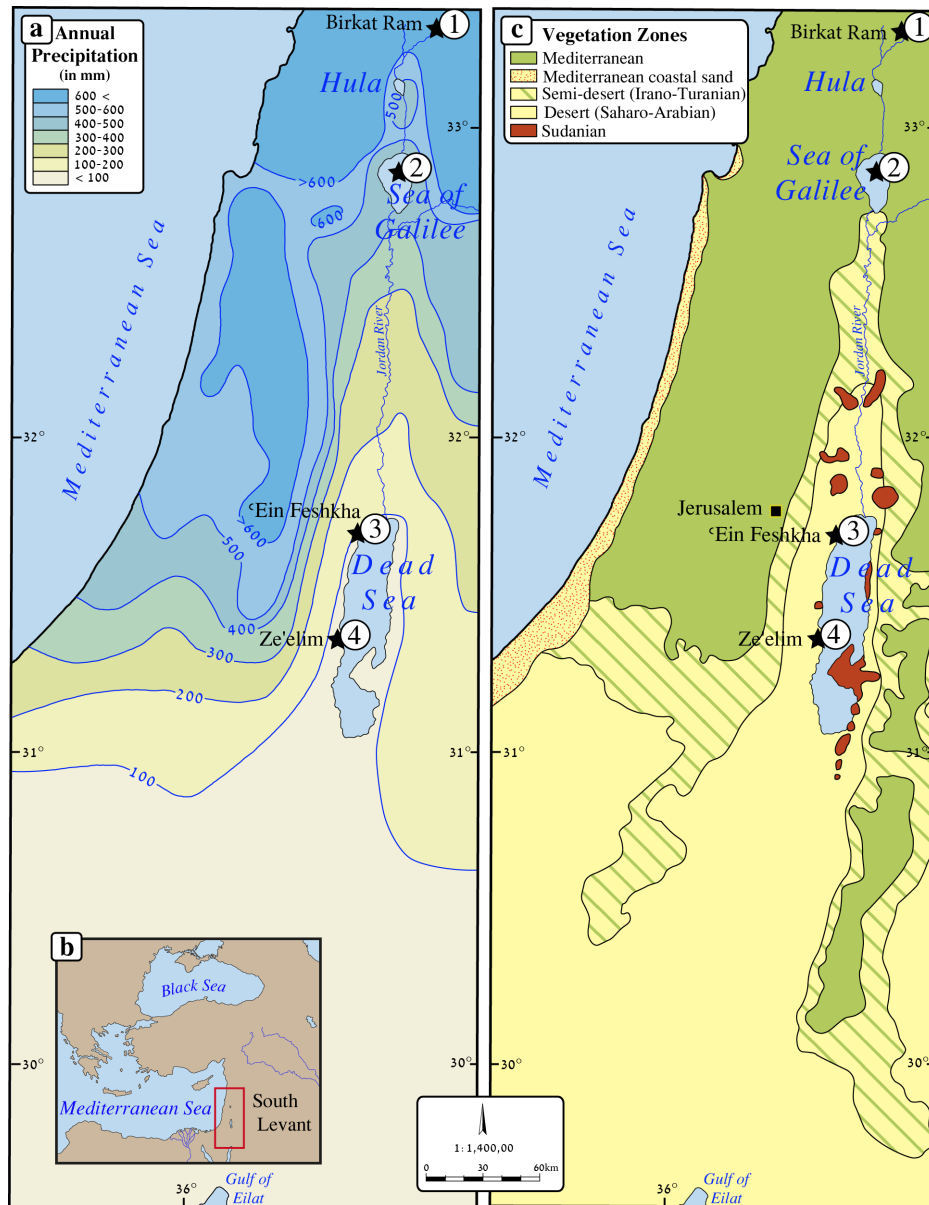 a
Annual
Precipitation
(in mm)
600 <
500-600
400-500
300-400
200-300
100-200
< 100
Birkat Ram
1
Hula
500
33°
>600
2
Sea of
Galilee
600
Mediterranean Sea
Jordan River
32°
ʿEin Feshkha
3
>600
500
Dead
Sea
400
Ze'elim
4
300
200
31°
100
b
Black Sea
Mediterranean Sea
South
Levant
30°
36°
Gulf of
Eilat
c
Vegetation Zones
Mediterranean
Mediterranean coastal sand
Semi-desert (Irano-Turanian)
Desert (Saharo-Arabian)
Sudanian
Birkat Ram
1
Hula
33°
Sea of
Galilee
2
Mediterranean Sea
Jordan River
32°
32°
Jerusalem
ʿEin Feshkha
3
Dead
Sea
Ze'elim
4
31°
31°
30°
30°
1:1,400,00
0
30
60km
36°
Gulf of
Eilat